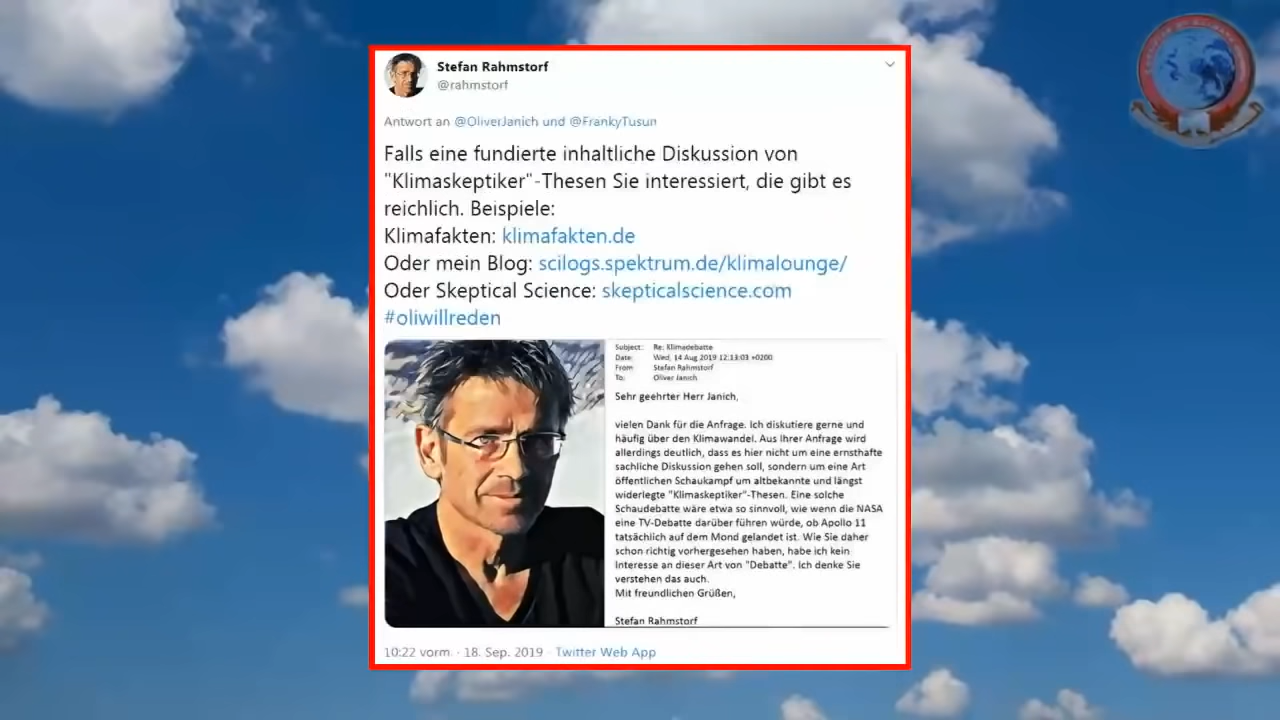 Stefan Rahmstorf
@rahmstorf
Antwort an @OliverJanich und @FrankyTusun
Falls eine fundierte inhaltliche Diskussion von
"Klimaskeptiker"-Thesen Sie interessiert, die gibt es
reichlich. Beispiele:
Klimafakten: klimafakten.de
Oder mein Blog: scilogs.spektrum.de/klimalounge/
Oder Skeptical Science: skepticalscience.com
#oliwillreden
Subject: Re: Klimadebatte
Date: Wed, 14 Aug 2019 12:13:03 +0200
From Stefan Rahmstorf
To: Oliver Janich
Sehr geehrter Herr Janich,
vielen Dank für die Anfrage. Ich diskutiere gerne und
häufig über den Klimawandel. Aus Ihrer Anfrage wird
allerdings deutlich, dass es hier nicht um eine ernsthafte
sachliche Diskussion gehen soll, sondern um eine Art
öffentlichen Schaukampf um altbekannte und längst
widerlegte "Klimaskeptiker"-Thesen. Eine solche
Schaudebatte wäre etwa so sinnvoll, wie wenn die NASA
eine TV-Debatte darüber führen würde, ob Apollo 11
tatsächlich auf dem Mond gelandet ist. Wie Sie daher
schon richtig vorhergesehen haben, habe ich kein
Interesse an dieser Art von "Debatte". Ich denke Sie
verstehen das auch.
Mit freundlichen Grüßen,
Stefan Rahmstorf
10:22 vorm. · 18. Sep. 2019 · Twitter Web App